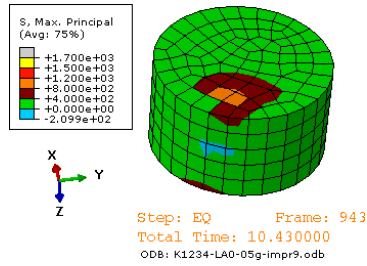 S, Max. Principal
(Avg: 75%)
+1.700e+03
+1.500e+03
+1.200e+03
+8.000e+02
+4.000e+02
+0.000e+00
-2.099e+02
X
Y
Z
Step: EQ Frame: 943
Total Time: 10.430000
ODB: K1234-LA0-05g-impr9.odb